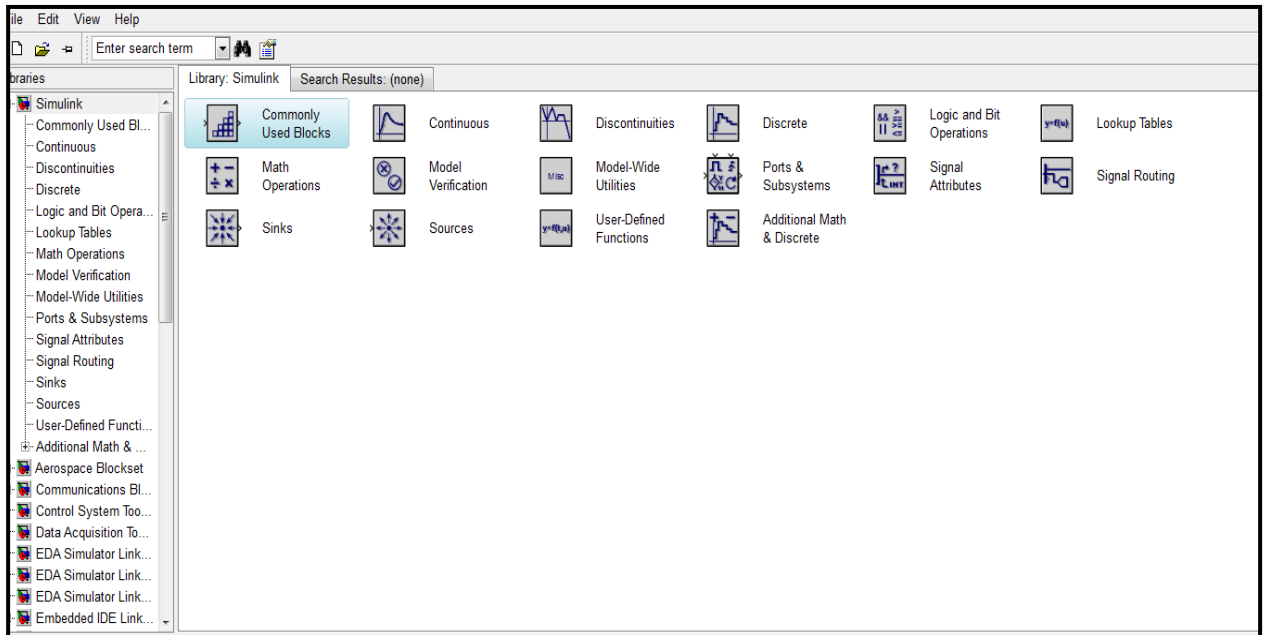 ile Edit View Help
Enter search term
braries
Library: Simulink Search Results: (none)
Simulink
Commonly Used Bl...
Continuous
Discontinuities
Discrete
Logic and Bit Opera...
Lookup Tables
Math Operations
Model Verification
Model-Wide Utilities
Ports & Subsystems
Signal Attributes
Signal Routing
Sinks
Sources
User-Defined Functi...
Additional Math & ...
Aerospace Blockset
Communications Bl...
Control System Too...
Data Acquisition To...
EDA Simulator Link...
EDA Simulator Link...
EDA Simulator Link...
Embedded IDE Link...
Commonly
Used Blocks
Continuous
Discontinuities
Discrete
&& >=
|| <=
Logic and Bit
Operations
y=f(u)
Lookup Tables
+ −
÷ ×
Math
Operations
Model
Verification
Misc
Model-Wide
Utilities
Ports &
Subsystems
?
INT
Signal
Attributes
Signal Routing
Sinks
Sources
y=f(t,u)
User-Defined
Functions
Additional Math
& Discrete